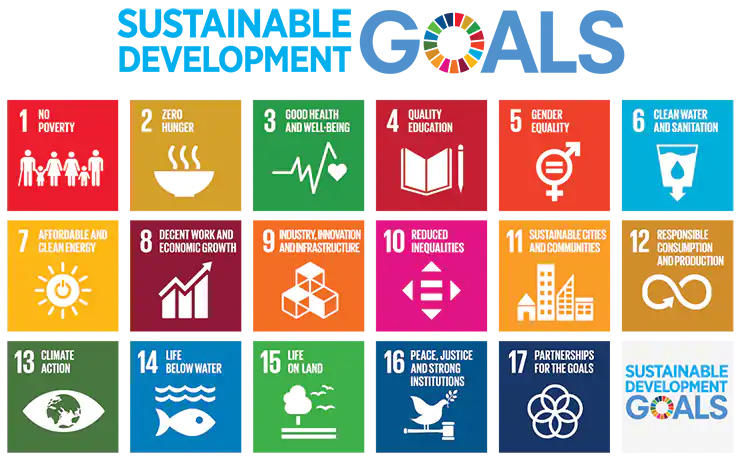 SUSTAINABLE
DEVELOPMENT
GOALS
1 NO
POVERTY
2 ZERO
HUNGER
3 GOOD HEALTH
AND WELL-BEING
4 QUALITY
EDUCATION
5 GENDER
EQUALITY
6 CLEAN WATER
AND SANITATION
7 AFFORDABLE AND
CLEAN ENERGY
8 DECENT WORK AND
ECONOMIC GROWTH
9 INDUSTRY, INNOVATION
AND INFRASTRUCTURE
10 REDUCED
INEQUALITIES
11 SUSTAINABLE CITIES
AND COMMUNITIES
12 RESPONSIBLE
CONSUMPTION
AND PRODUCTION
13 CLIMATE
ACTION
14 LIFE
BELOW WATER
15 LIFE
ON LAND
16 PEACE, JUSTICE
AND STRONG
INSTITUTIONS
17 PARTNERSHIPS
FOR THE GOALS
SUSTAINABLE
DEVELOPMENT
GOALS